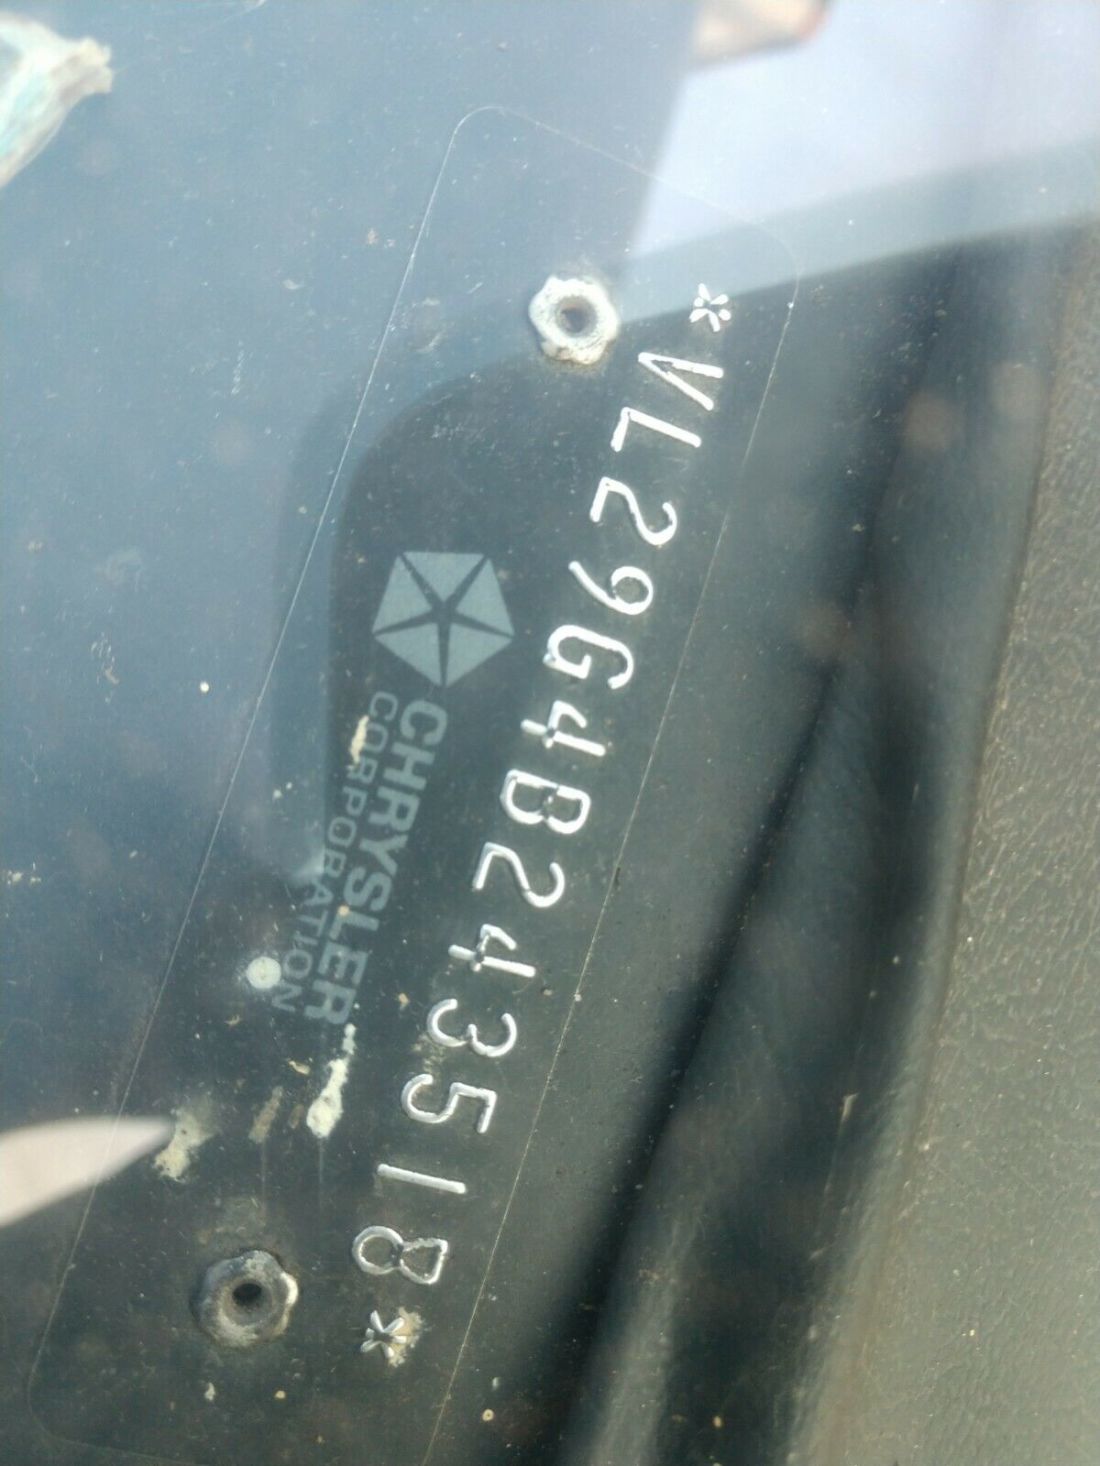 *VL29G4B243518*
CHRYSLER
CORPORATION